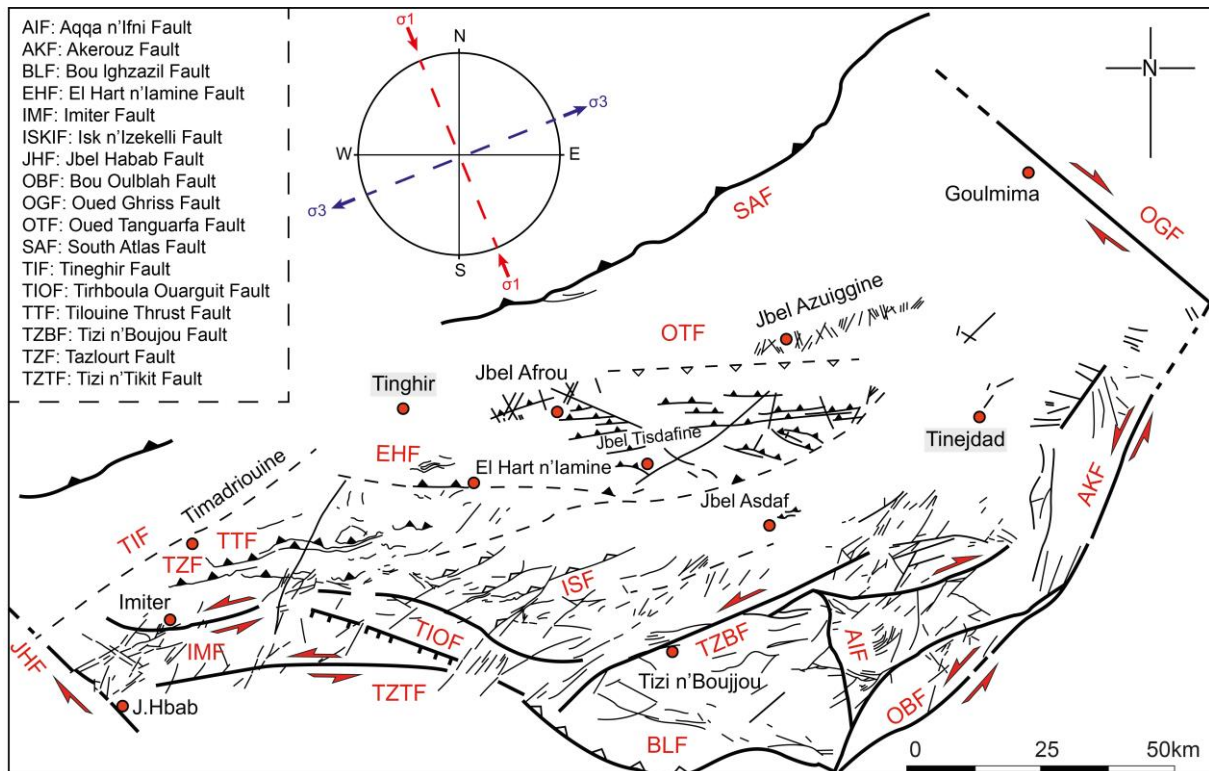 AIF: Aqqa n'Ifni Fault
AKF: Akerouz Fault
BLF: Bou Ighzazil Fault
EHF: El Hart n'Iamine Fault
IMF: Imiter Fault
ISKIF: Isk n'Izekelli Fault
JHF: Jbel Habab Fault
OBF: Bou Oulblah Fault
OGF: Oued Ghriss Fault
OTF: Oued Tanguarfa Fault
SAF: South Atlas Fault
TIF: Tineghir Fault
TIOF: Tirhboula Ouarguit Fault
TTF: Tilouine Thrust Fault
TZBF: Tizi n'Boujou Fault
TZF: Tazlourt Fault
TZTF: Tizi n'Tikit Fault
σ1
N
σ3
W
E
σ3
S
σ1
N
SAF
Goulmima
OGF
Jbel Azuiggine
OTF
Jbel Afrou
Tinghir
Jbel Tisdafine
Tinejdad
EHF
El Hart n'Iamine
AKF
Jbel Asdaf
Timadriouine
TIF
TTF
TZF
ISF
Imiter
IMF
TIOF
TZBF
AIF
JHF
TZTF
Tizi n'Boujjou
J.Hbab
OBF
BLF
0 25 50km